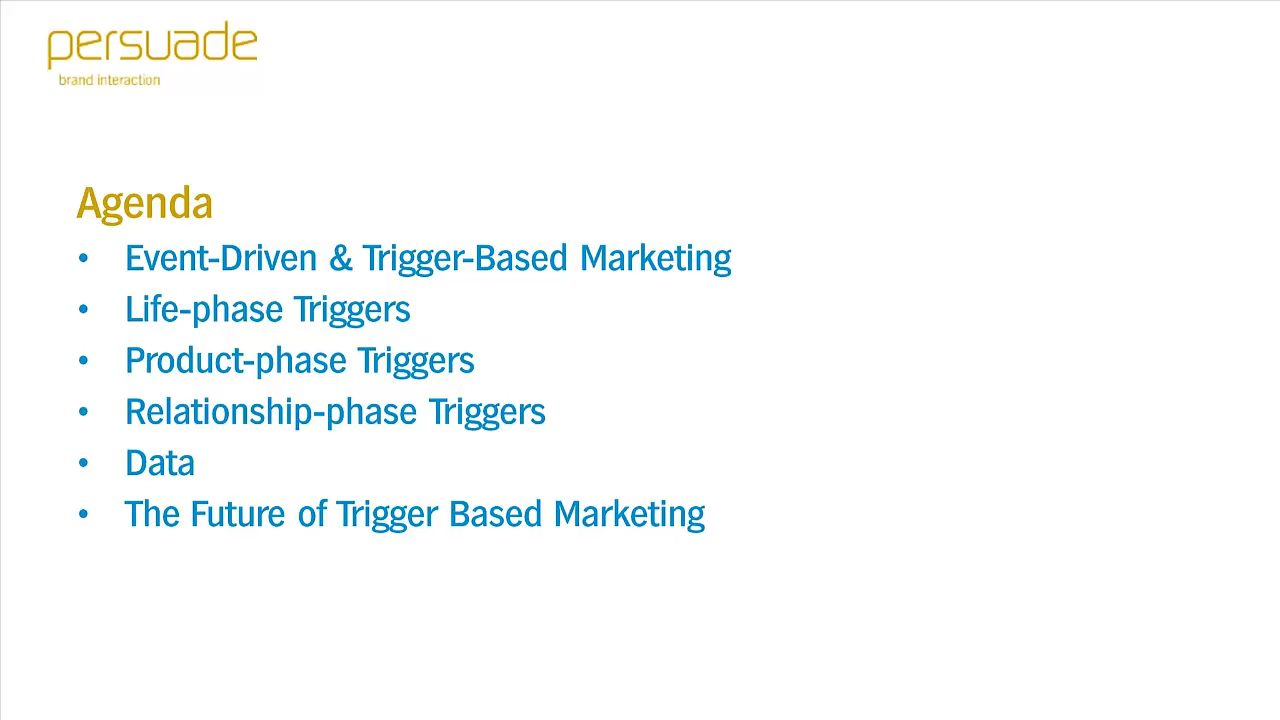 persuade
brand interaction
Agenda
• Event-Driven & Trigger-Based Marketing
• Life-phase Triggers
• Product-phase Triggers
• Relationship-phase Triggers
• Data
• The Future of Trigger Based Marketing